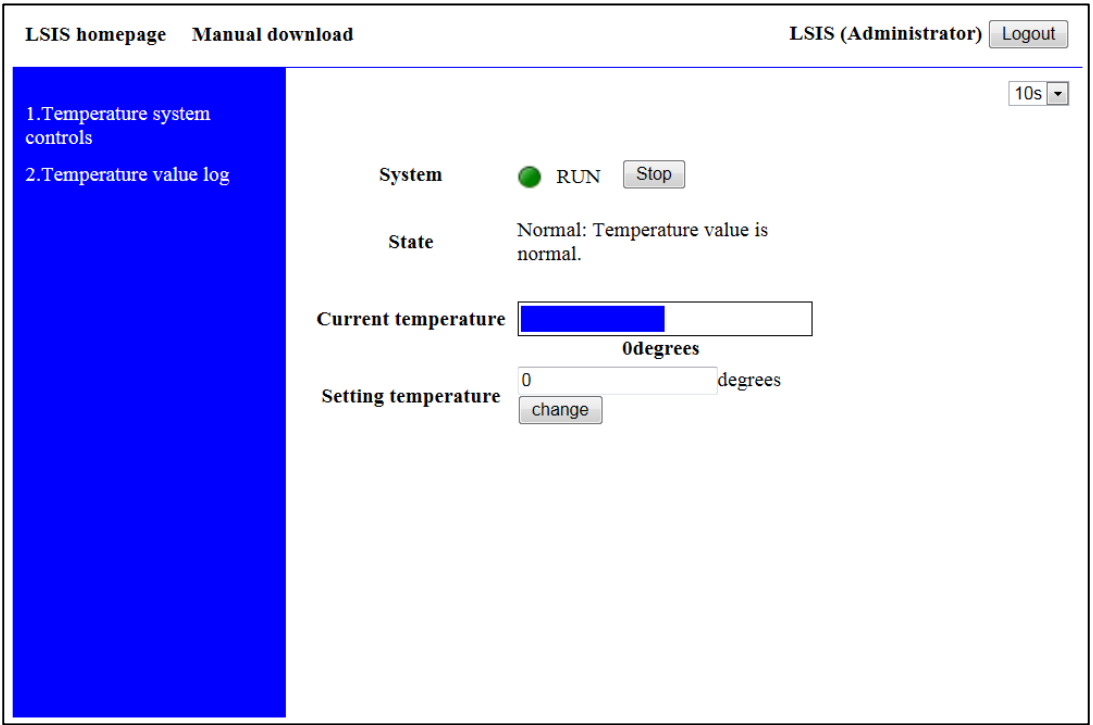 LSIS homepage Manual download LSIS (Administrator) Logout
10s
1.Temperature system
controls
2.Temperature value log
System RUN Stop
State Normal: Temperature value is
normal.
Current temperature
0degrees
Setting temperature 0 degrees
change